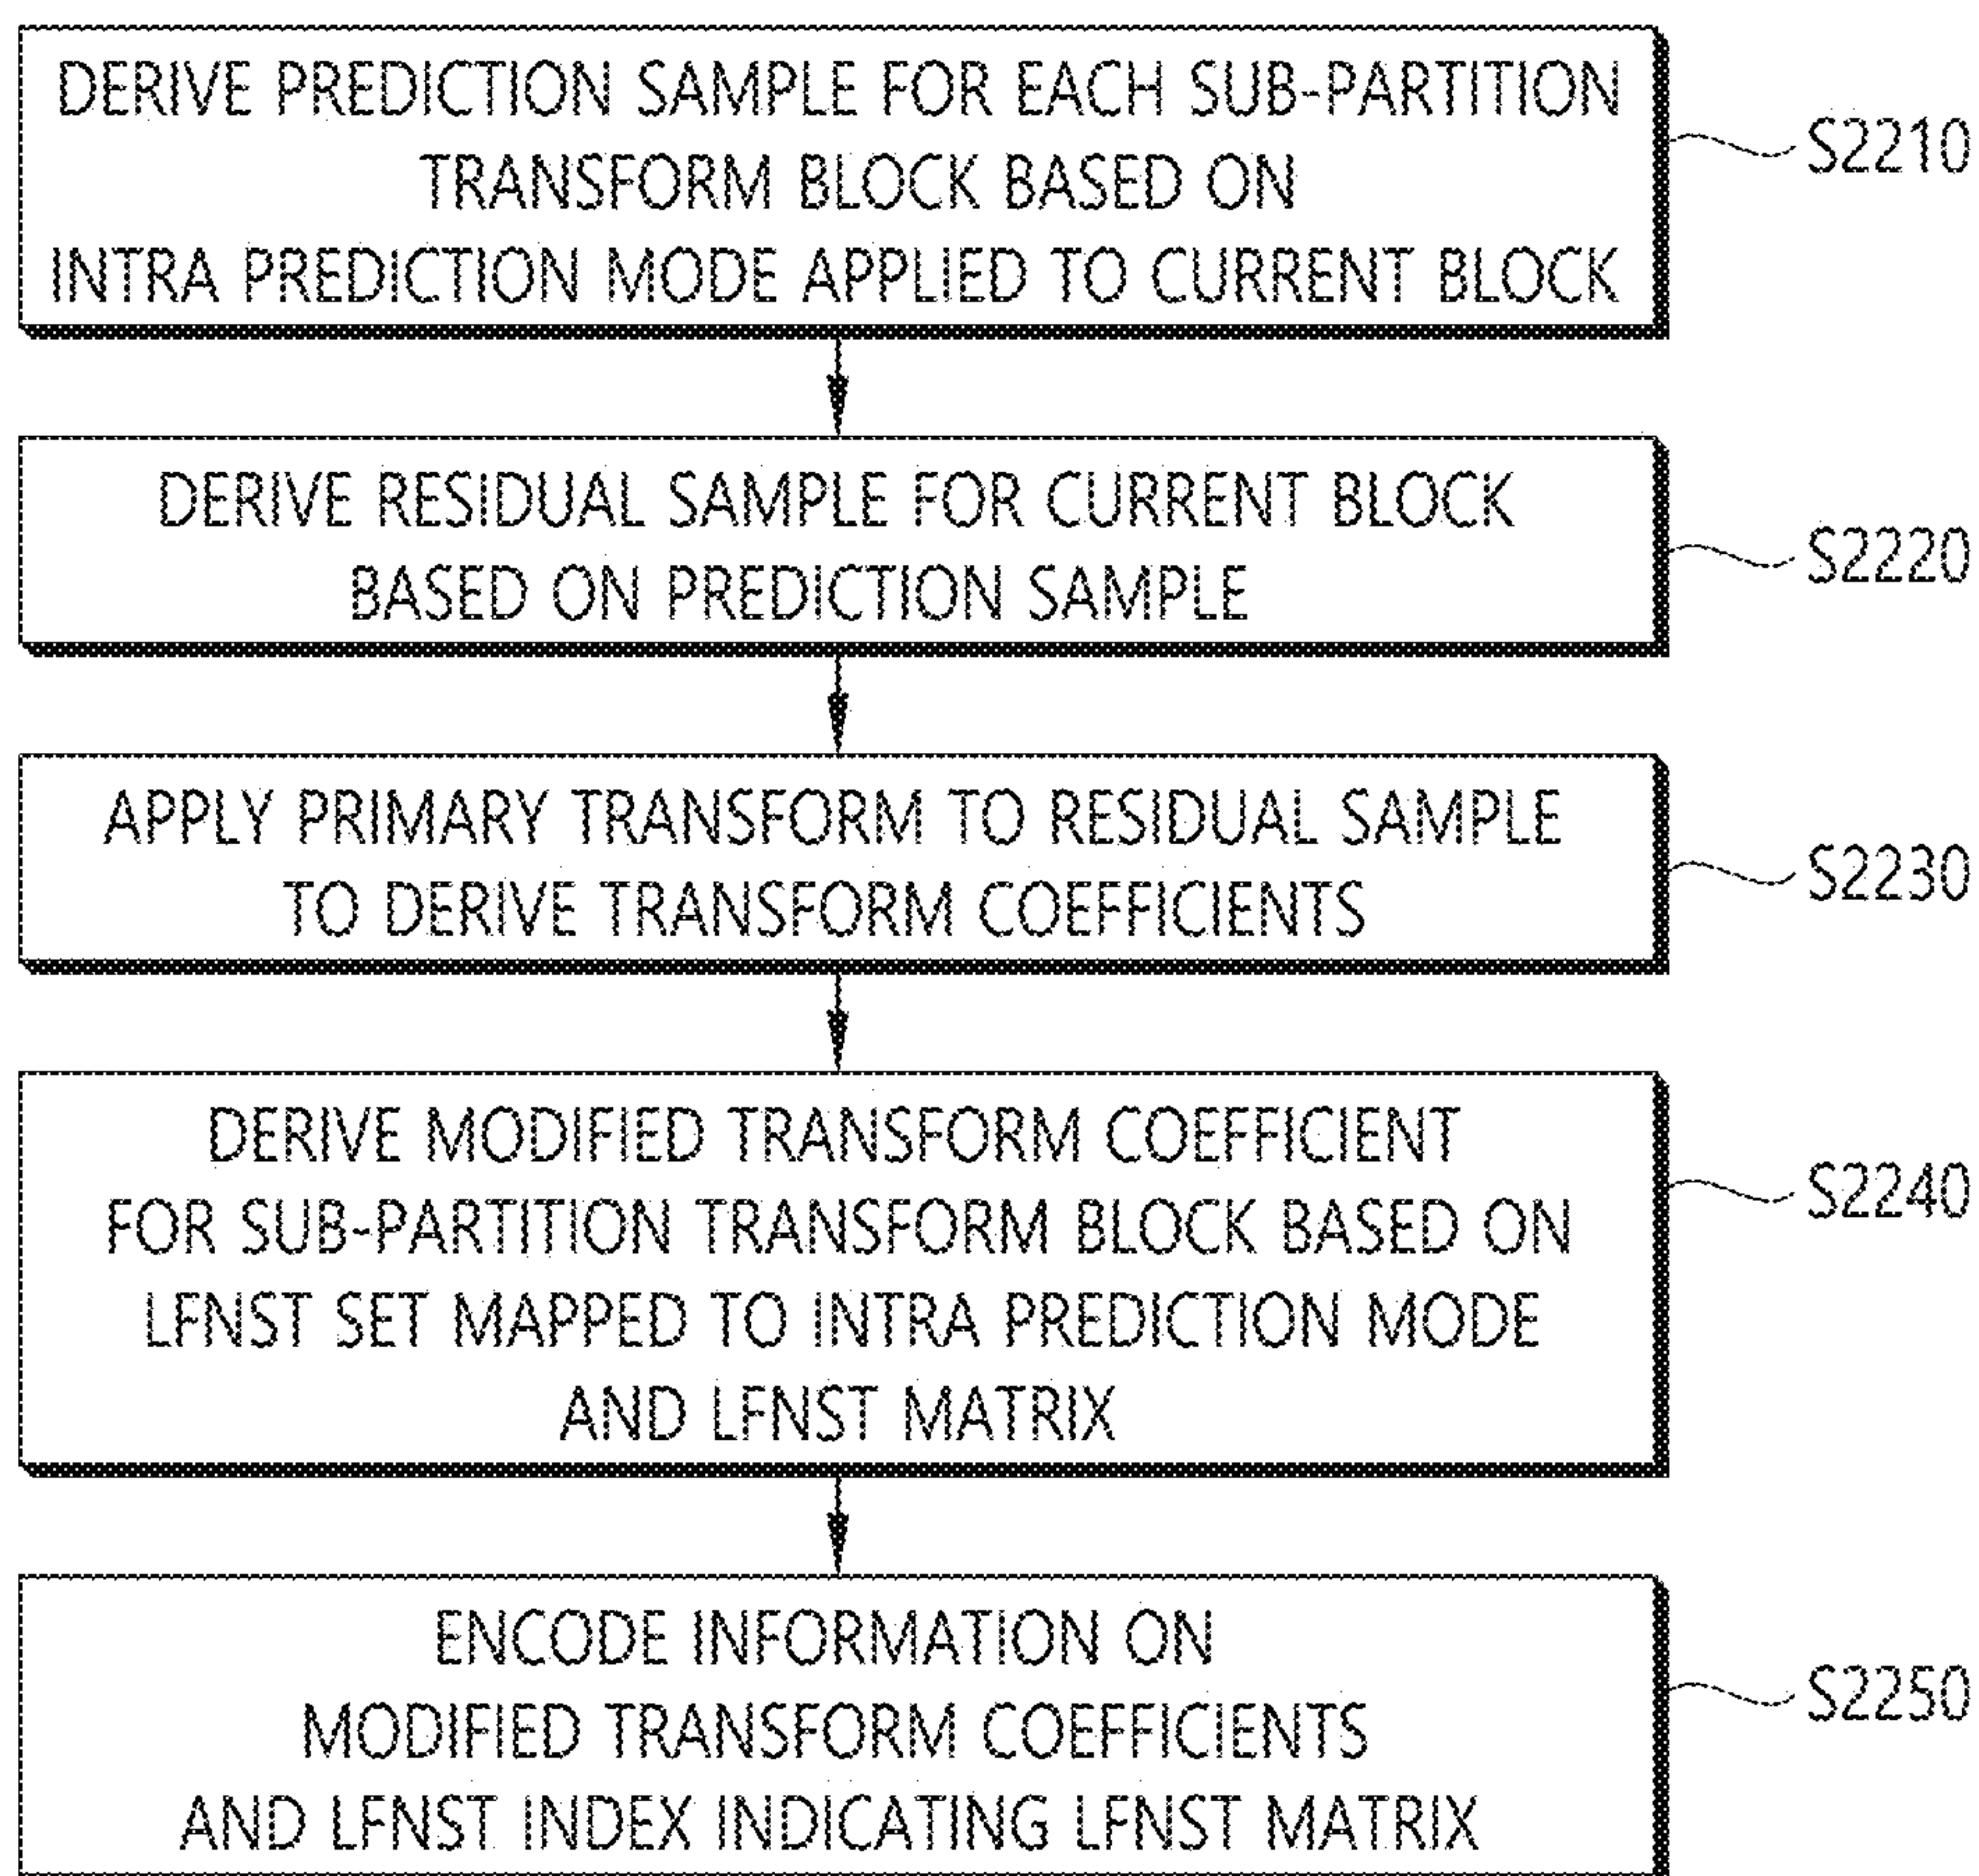 DERIVE PREDICTION SAMPLE FOR EACH SUB-PARTITION
TRANSFORM BLOCK BASED ON
INTRA PREDICTION MODE APPLIED TO CURRENT BLOCK
S2210
DERIVE RESIDUAL SAMPLE FOR CURRENT BLOCK
BASED ON PREDICTION SAMPLE
S2220
APPLY PRIMARY TRANSFORM TO RESIDUAL SAMPLE
TO DERIVE TRANSFORM COEFFICIENTS
S2230
DERIVE MODIFIED TRANSFORM COEFFICIENT
FOR SUB-PARTITION TRANSFORM BLOCK BASED ON
LFNST SET MAPPED TO INTRA PREDICTION MODE
AND LFNST MATRIX
S2240
ENCODE INFORMATION ON
MODIFIED TRANSFORM COEFFICIENTS
AND LFNST INDEX INDICATING LFNST MATRIX
S2250